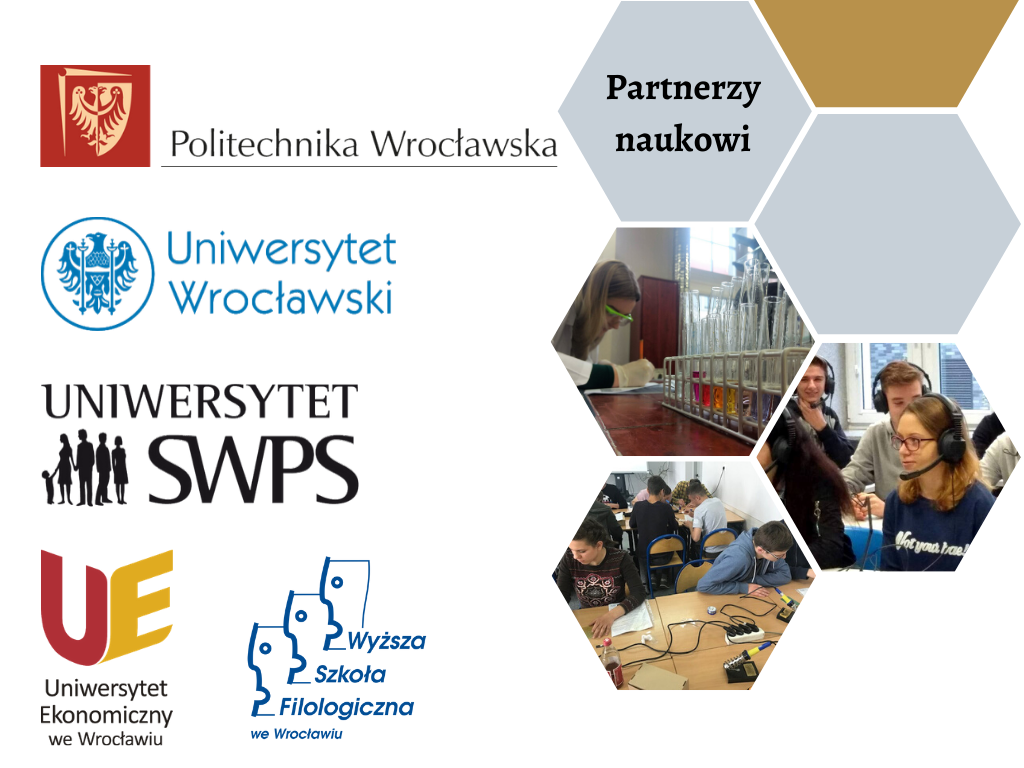 Partnerzy
naukowi
Politechnika Wrocławska
Uniwersytet
Wrocławski
UNIWERSYTET
SWPS
UE
Uniwersytet
Ekonomiczny
we Wrocławiu
Wyższa
Szkoła
Filologiczna
we Wrocławiu